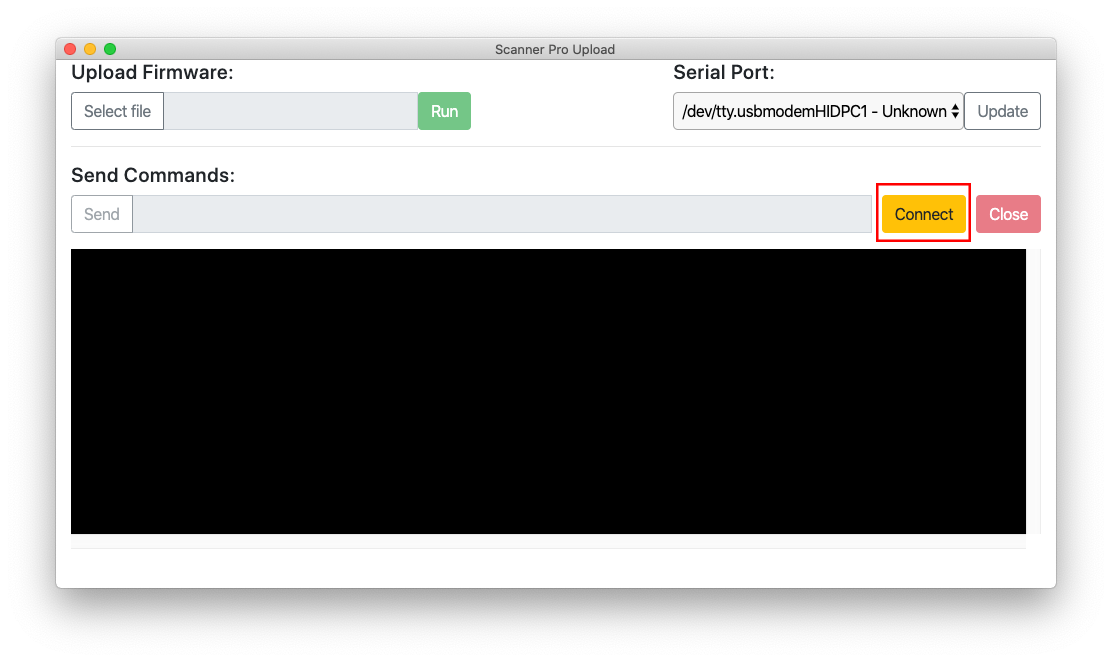 Scanner Pro Upload
Upload Firmware:
Serial Port:
Select file
Run
/dev/tty.usbmodemHIDPC1 - Unknown
Update
Send Commands:
Send
Connect
Close